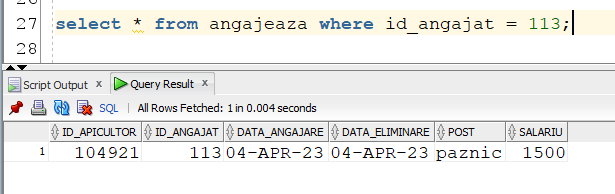 27 select * from angajeaza where id_angajat = 113;
28
Script Output x Query Result x
SQL | All Rows Fetched: 1 in 0.004 seconds
ID_APICULTOR ID_ANGAJAT DATA_ANGAJARE DATA_ELIMINARE POST SALARIU
1 104921 113 04-APR-23 04-APR-23 paznic 1500